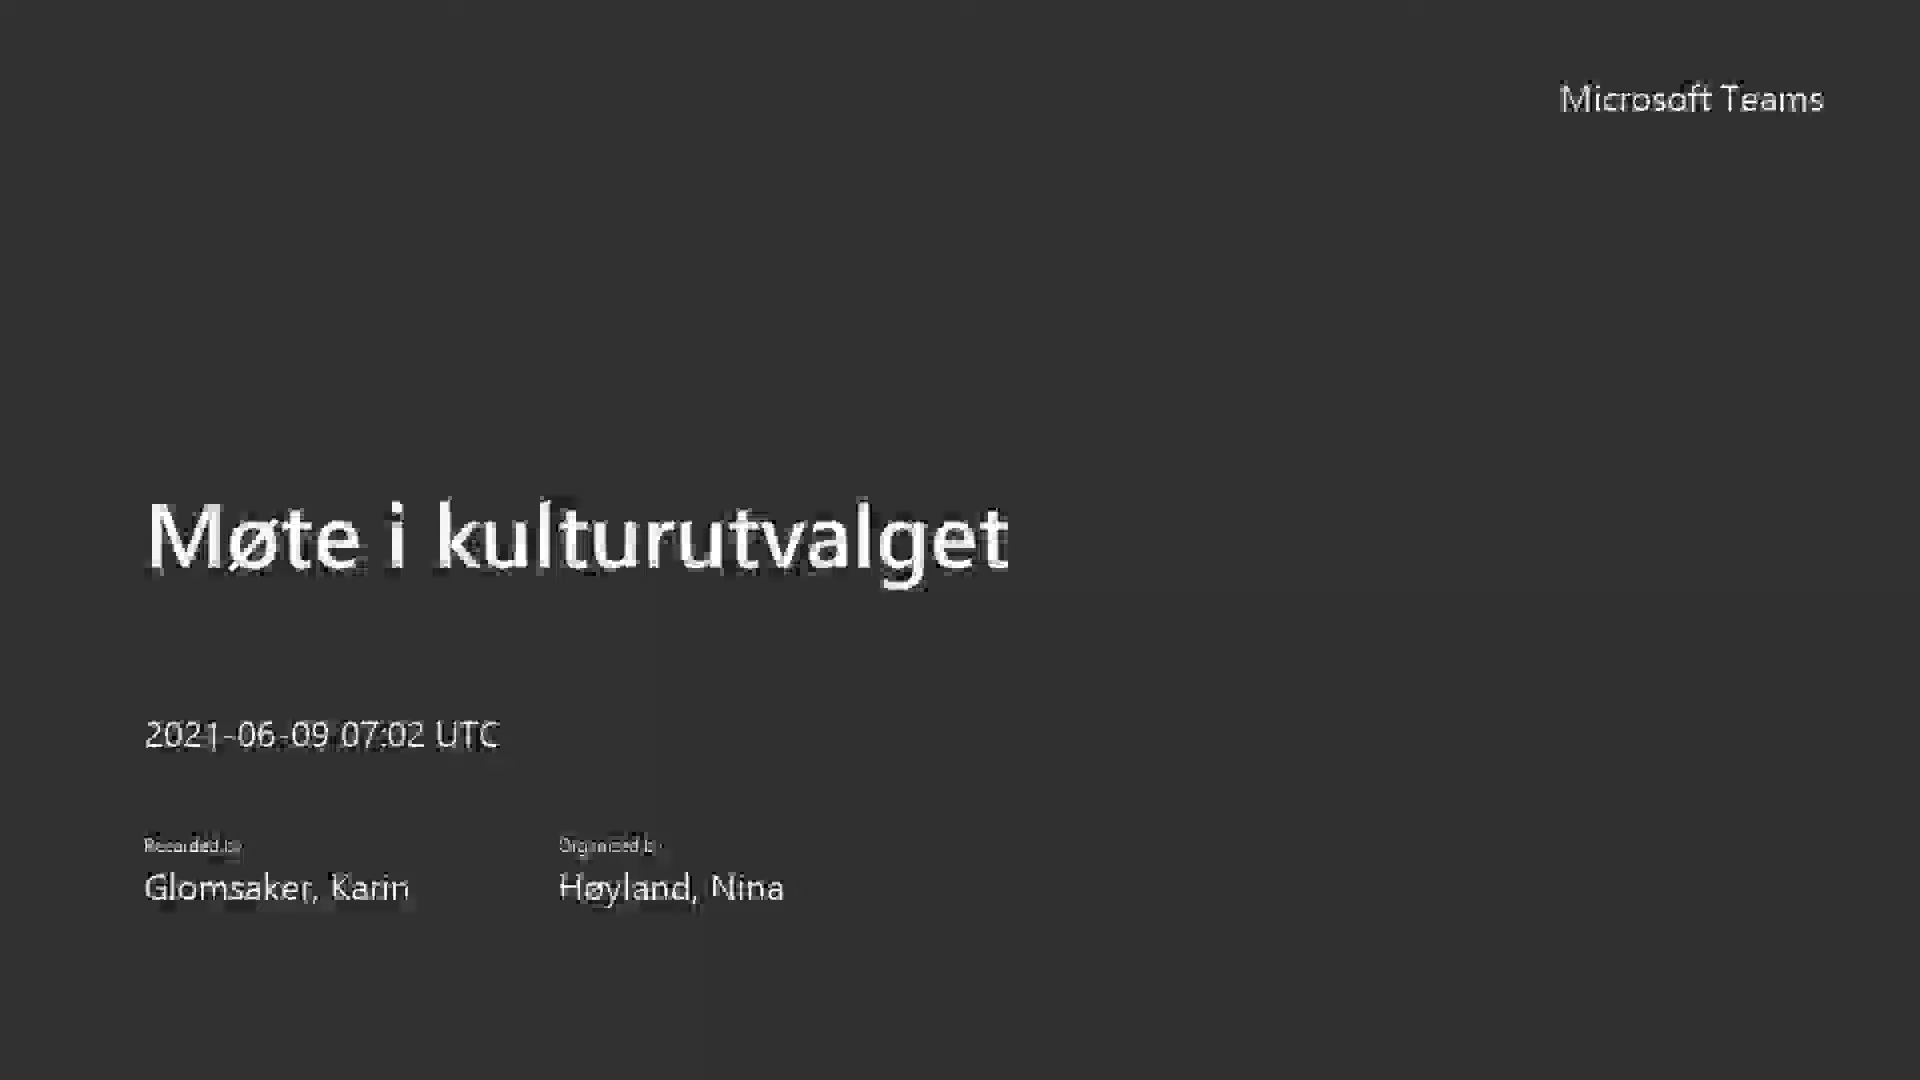 Microsoft Teams
Møte i kulturutvalget
2021-06-09 07:02 UTC
Recorded by
Organized by
Glomsaker, Karin
Høyland, Nina